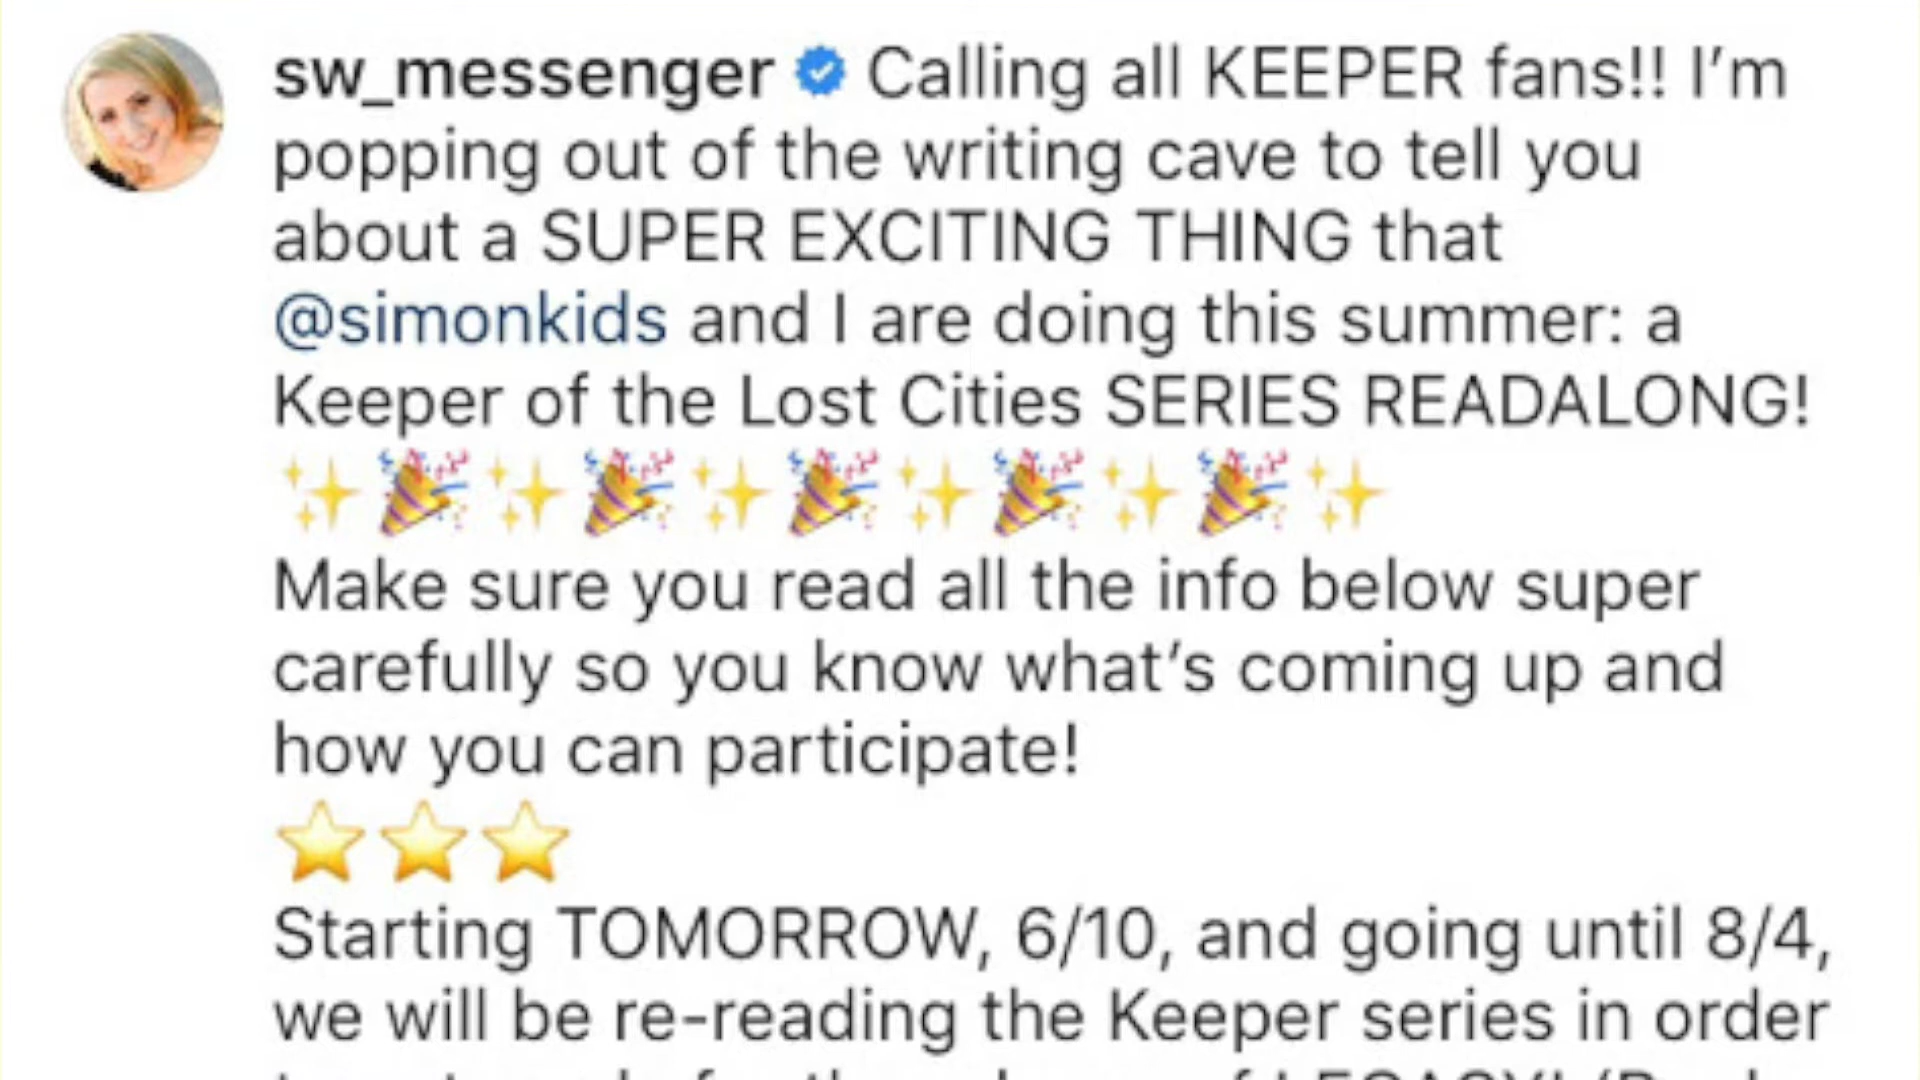 sw_messenger Calling all KEEPER fans!! I'm
popping out of the writing cave to tell you
about a SUPER EXCITING THING that
@simonkids and I are doing this summer: a
Keeper of the Lost Cities SERIES READALONG!
✨🎉✨🎉✨🎉✨🎉✨🎉✨
Make sure you read all the info below super
carefully so you know what's coming up and
how you can participate!
⭐⭐⭐
Starting TOMORROW, 6/10, and going until 8/4,
we will be re-reading the Keeper series in order